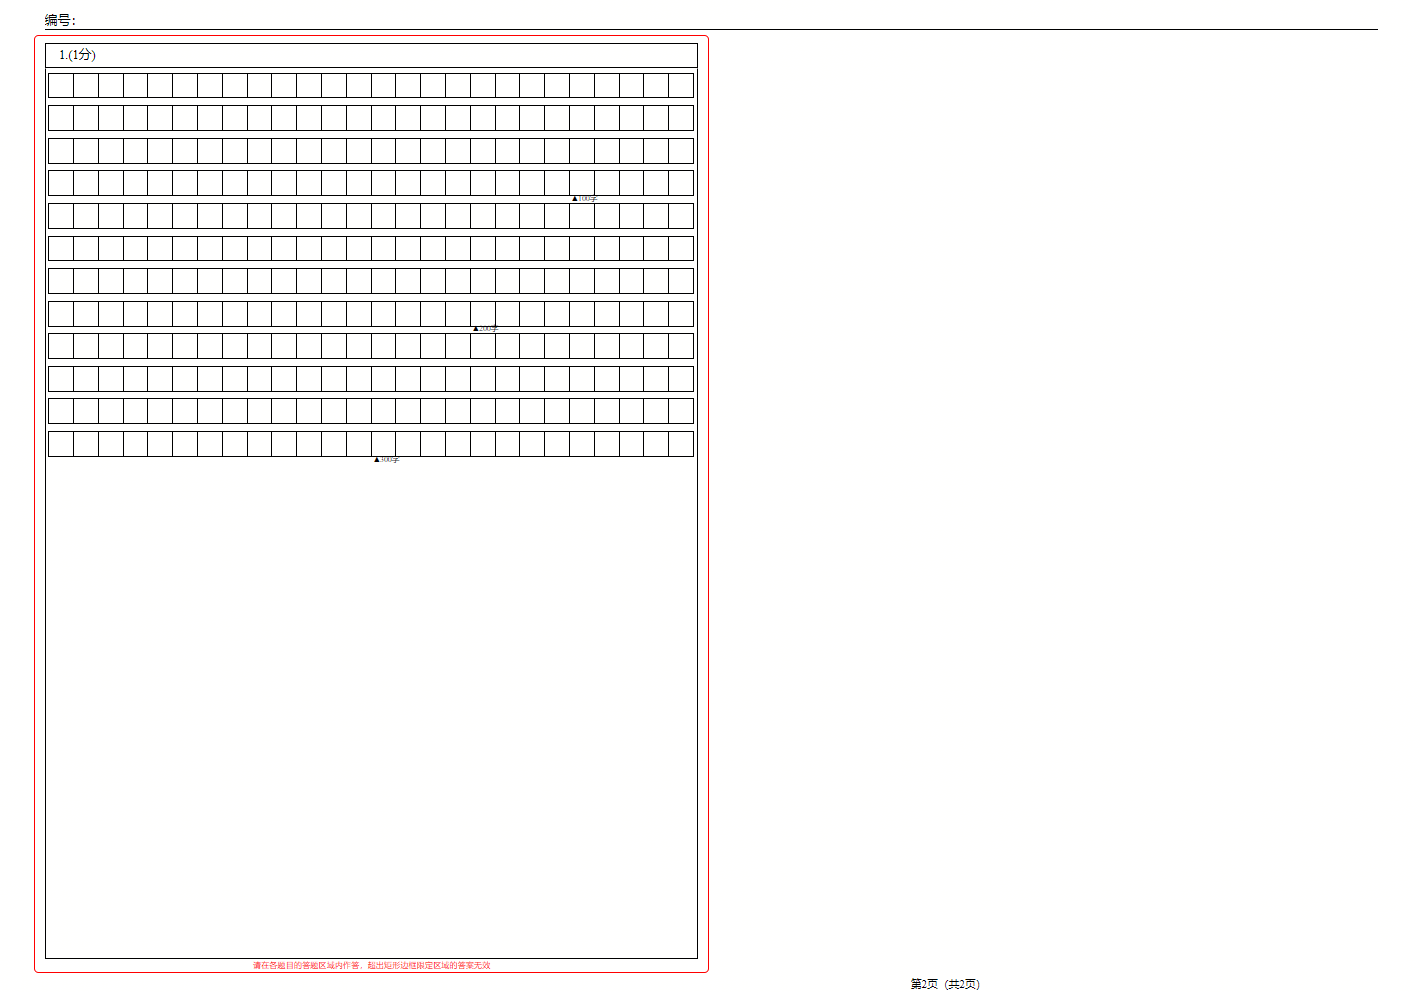 编号：
1.(1分)
▲100字
▲200字
▲300字
请在各题目的答题区域内作答，超出矩形边框限定区域的答案无效
第2页（共2页）